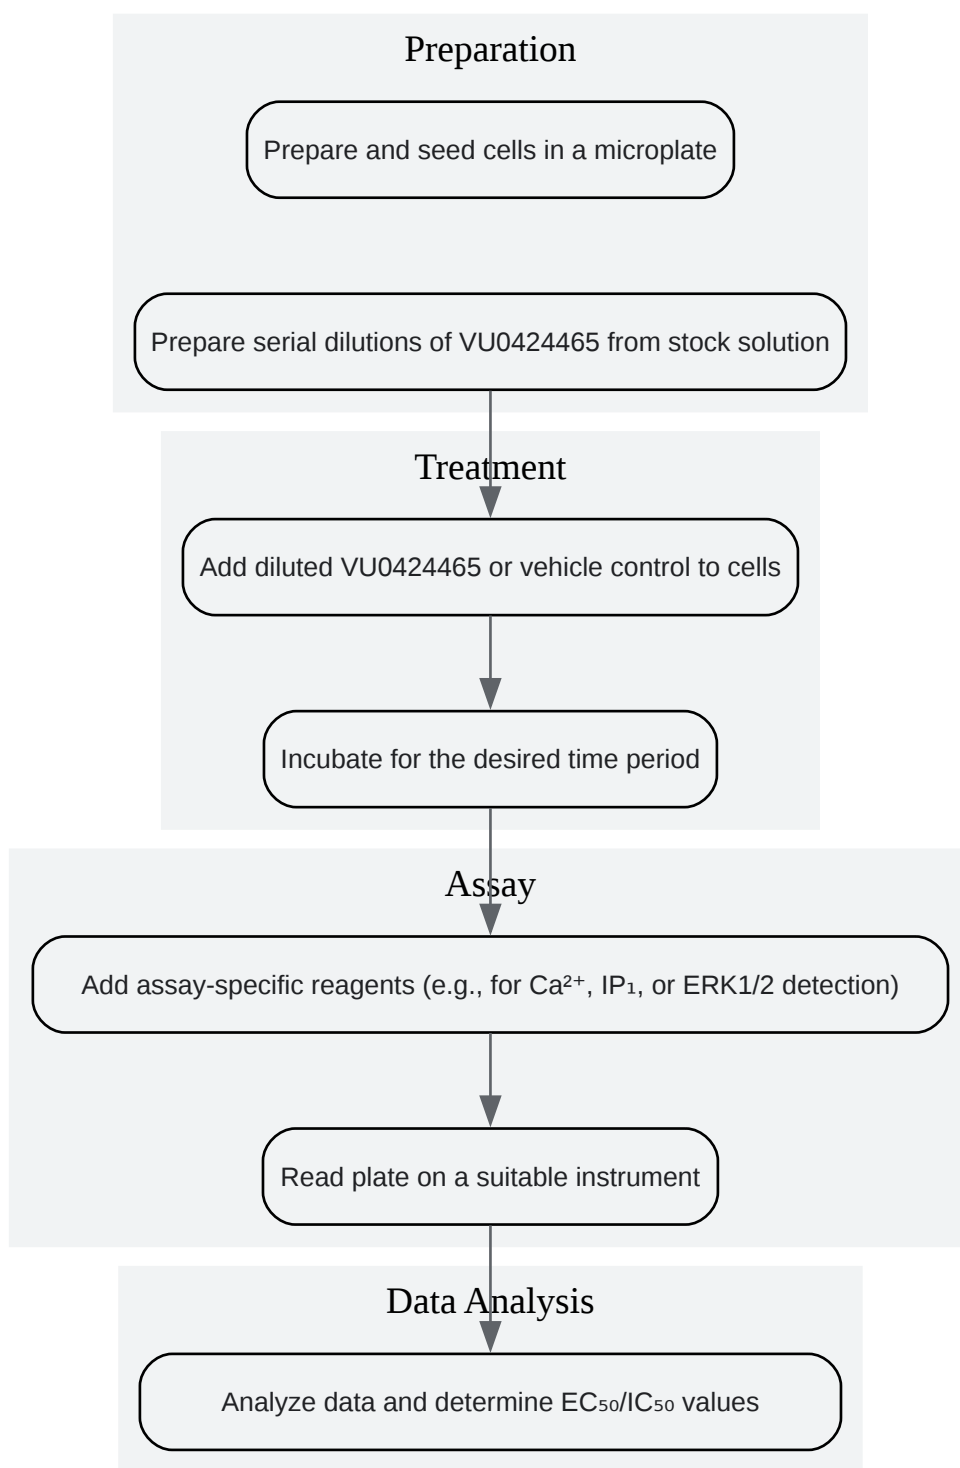 Preparation
Prepare and seed cells in a microplate
Prepare serial dilutions of VU0424465 from stock solution
Treatment
Add diluted VU0424465 or vehicle control to cells
Incubate for the desired time period
Assay
Add assay-specific reagents (e.g., for Ca²⁺, IP₁, or ERK1/2 detection)
Read plate on a suitable instrument
Data Analysis
Analyze data and determine EC₅₀/IC₅₀ values